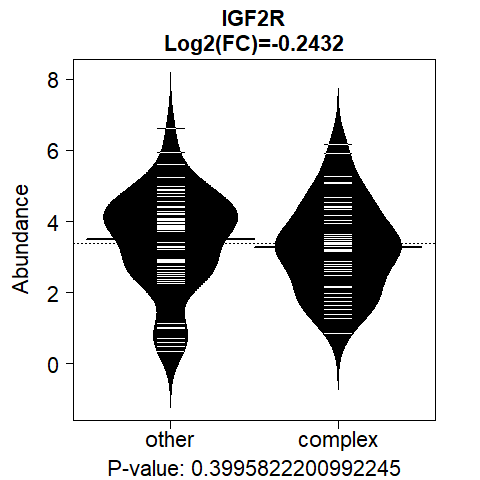 IGF2R
Log2(FC)=-0.2432
8
6
4
2
0
Abundance
other complex
P-value: 0.3995822200992245